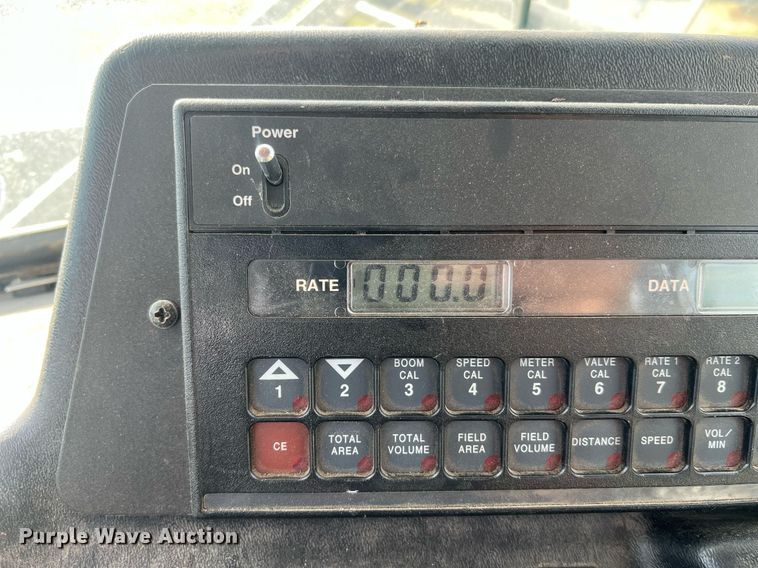 Power
On
Off
RATE 000.0 DATA
1 2 BOOM CAL 3 SPEED CAL 4 METER CAL 5 VALVE CAL 6 RATE 1 CAL 7 RATE 2 CAL 8
CE TOTAL AREA TOTAL VOLUME FIELD AREA FIELD VOLUME DISTANCE SPEED VOL/ MIN
Purple Wave Auction